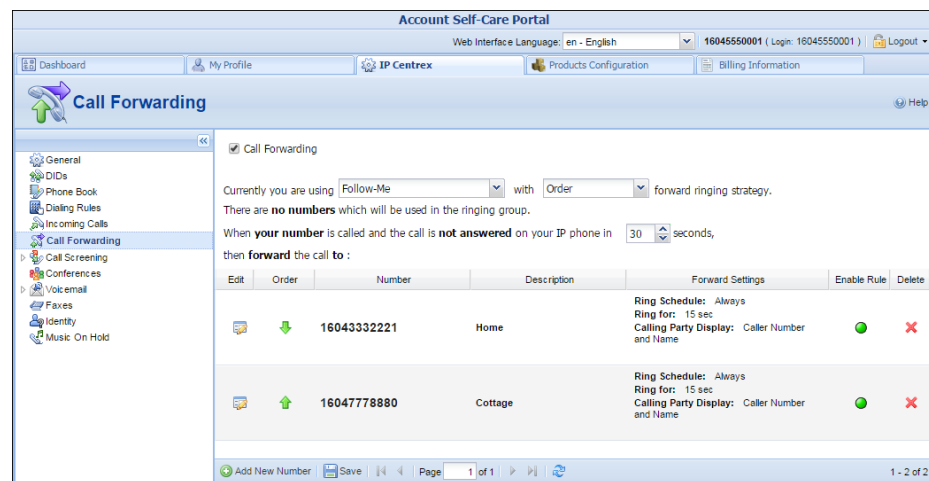 Account Self-Care Portal
Web Interface Language: en - English 16045550001 ( Login: 16045550001 ) Logout
Dashboard My Profile IP Centrex Products Configuration Billing Information
Call Forwarding Help
General
DIDs
Phone Book
Dialing Rules
Incoming Calls
Call Forwarding
Call Screening
Conferences
Voicemail
Faxes
Identity
Music On Hold
Call Forwarding
Currently you are using Follow-Me with Order forward ringing strategy.
There are no numbers which will be used in the ringing group.
When your number is called and the call is not answered on your IP phone in 30 seconds,
then forward the call to :
Edit Order Number Description Forward Settings Enable Rule Delete
Ring Schedule: Always
Ring for: 15 sec
16043332221 Home Calling Party Display: Caller Number
and Name
Ring Schedule: Always
Ring for: 15 sec
16047778880 Cottage Calling Party Display: Caller Number
and Name
Add New Number Save Page 1 of 1 1 - 2 of 2